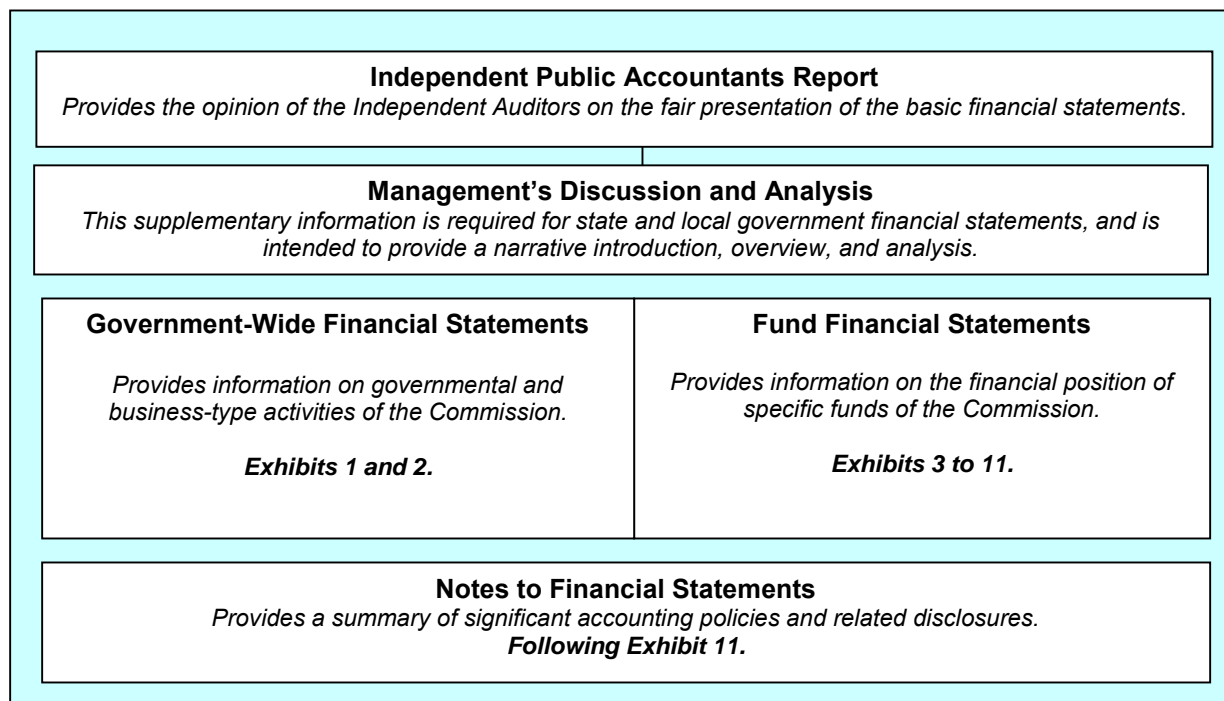 Independent Public Accountants Report
Provides the opinion of the Independent Auditors on the fair presentation of the basic financial statements.
Management’s Discussion and Analysis
This supplementary information is required for state and local government financial statements, and is
intended to provide a narrative introduction, overview, and analysis.
Government-Wide Financial Statements
Provides information on governmental and
business-type activities of the Commission.
Exhibits 1 and 2.
Fund Financial Statements
Provides information on the financial position of
specific funds of the Commission.
Exhibits 3 to 11.
Notes to Financial Statements
Provides a summary of significant accounting policies and related disclosures.
Following Exhibit 11.